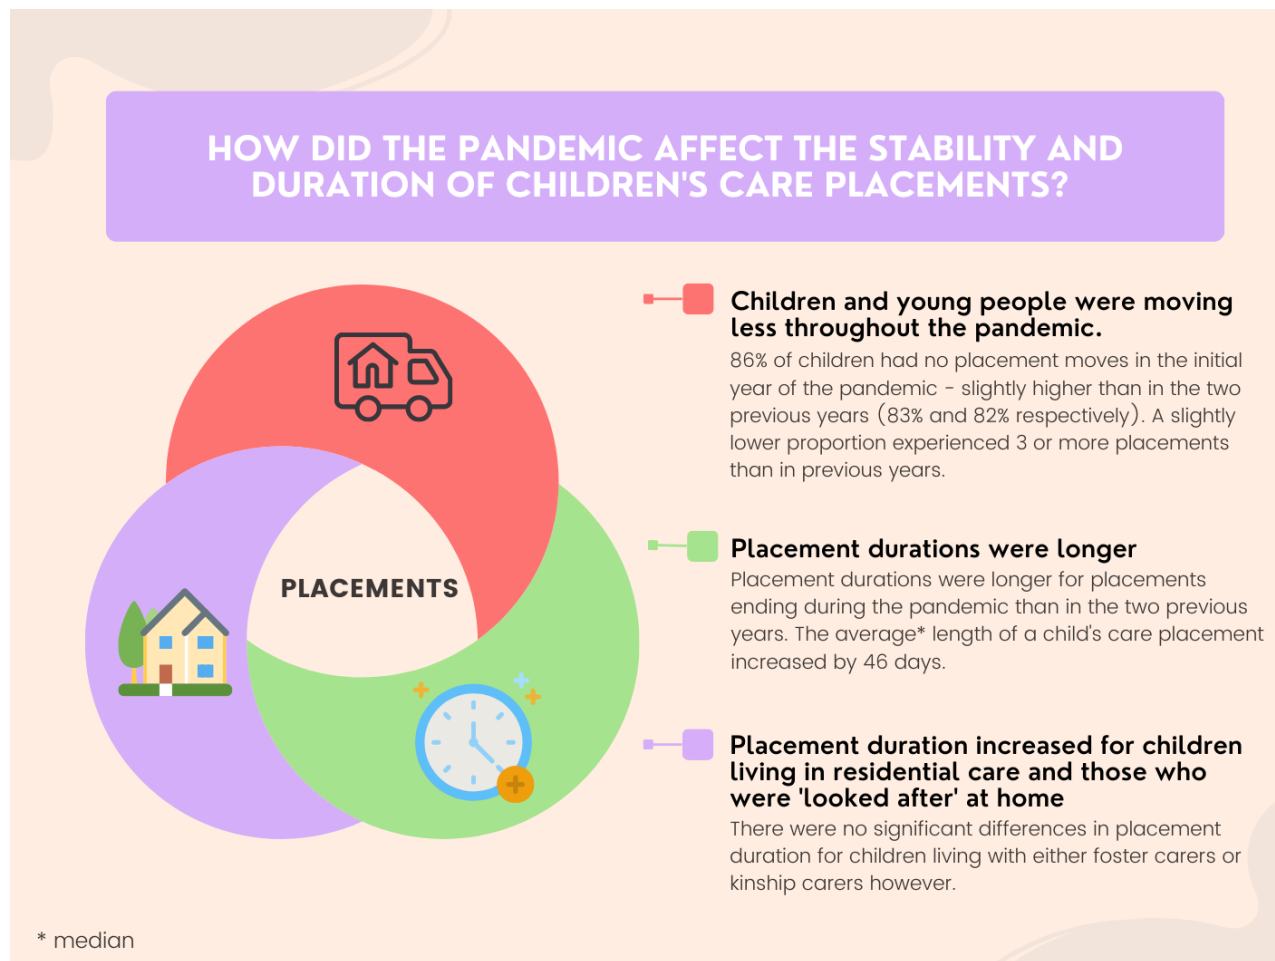 HOW DID THE PANDEMIC AFFECT THE STABILITY AND
DURATION OF CHILDREN'S CARE PLACEMENTS?
PLACEMENTS
Children and young people were moving
less throughout the pandemic.
86% of children had no placement moves in the initial
year of the pandemic - slightly higher than in the two
previous years (83% and 82% respectively). A slightly
lower proportion experienced 3 or more placements
than in previous years.
Placement durations were longer
Placement durations were longer for placements
ending during the pandemic than in the two previous
years. The average* length of a child's care placement
increased by 46 days.
Placement duration increased for children
living in residential care and those who
were 'looked after' at home
There were no significant differences in placement
duration for children living with either foster carers or
kinship carers however.
* median